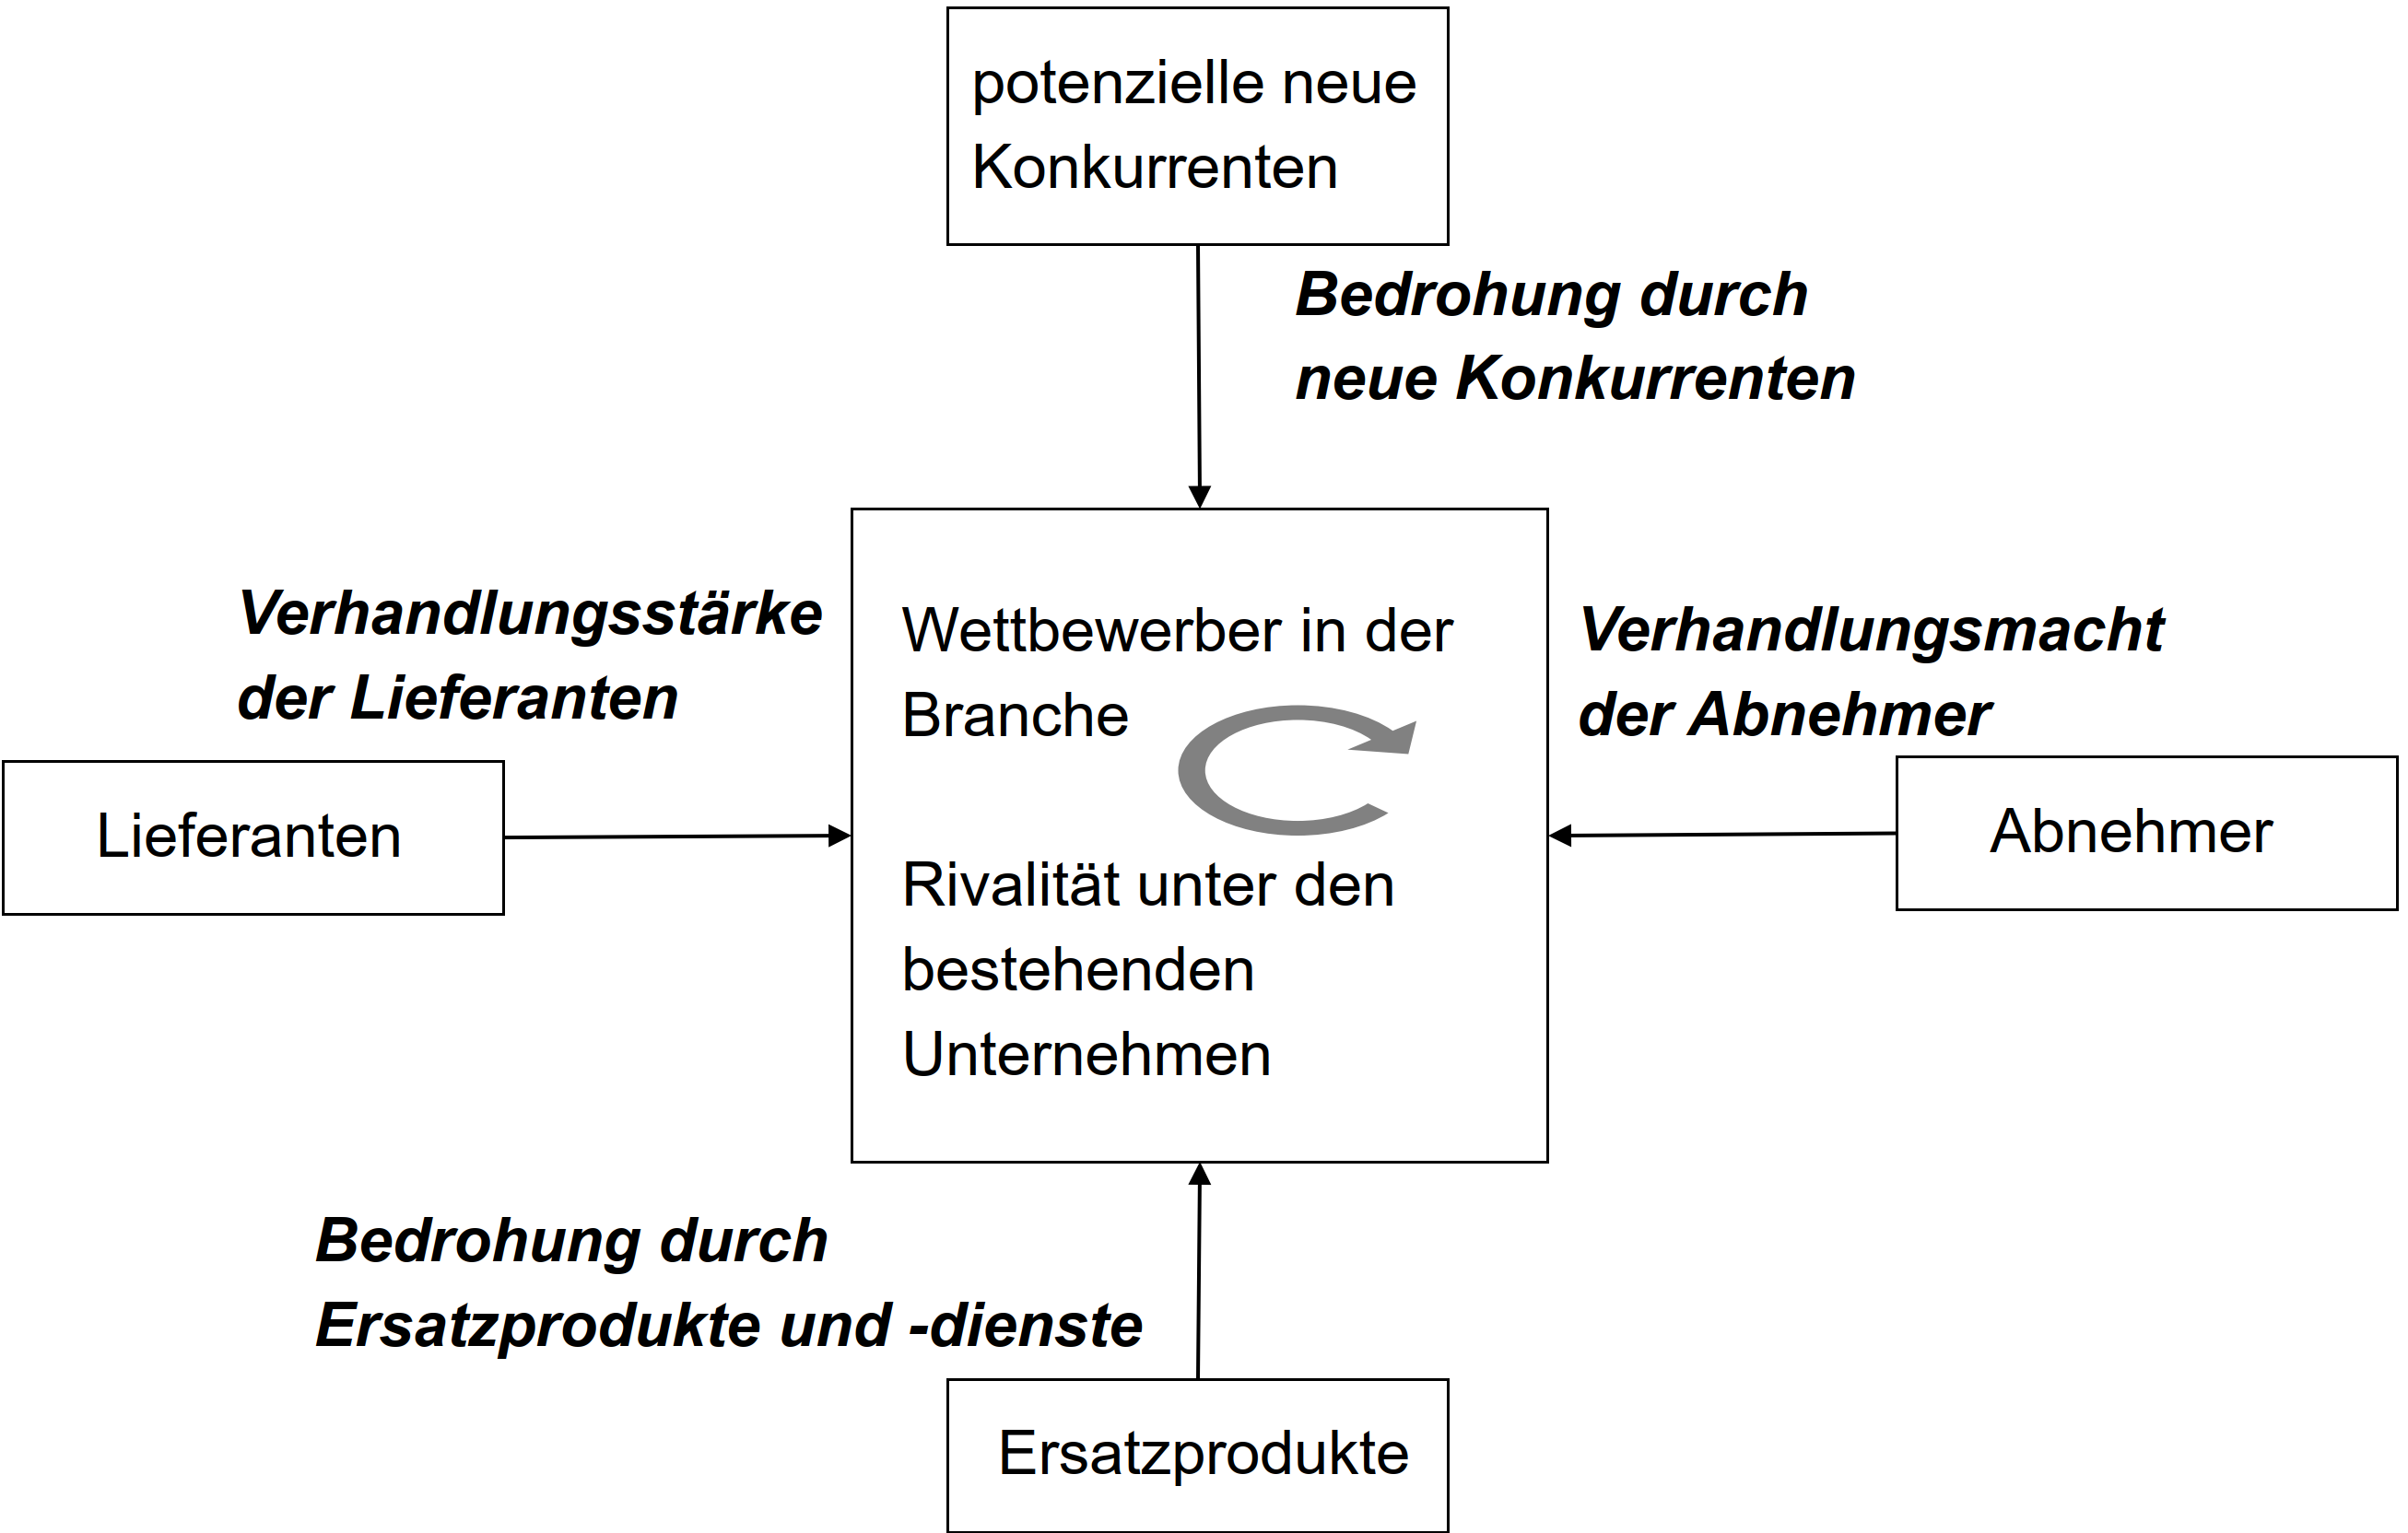 potenzielle neue
Konkurrenten
Bedrohung durch
neue Konkurrenten
Verhandlungsstärke
der Lieferanten
Lieferanten
Wettbewerber in der
Branche
Rivalität unter den
bestehenden
Unternehmen
Verhandlungsmacht
der Abnehmer
Abnehmer
Bedrohung durch
Ersatzprodukte und -dienste
Ersatzprodukte